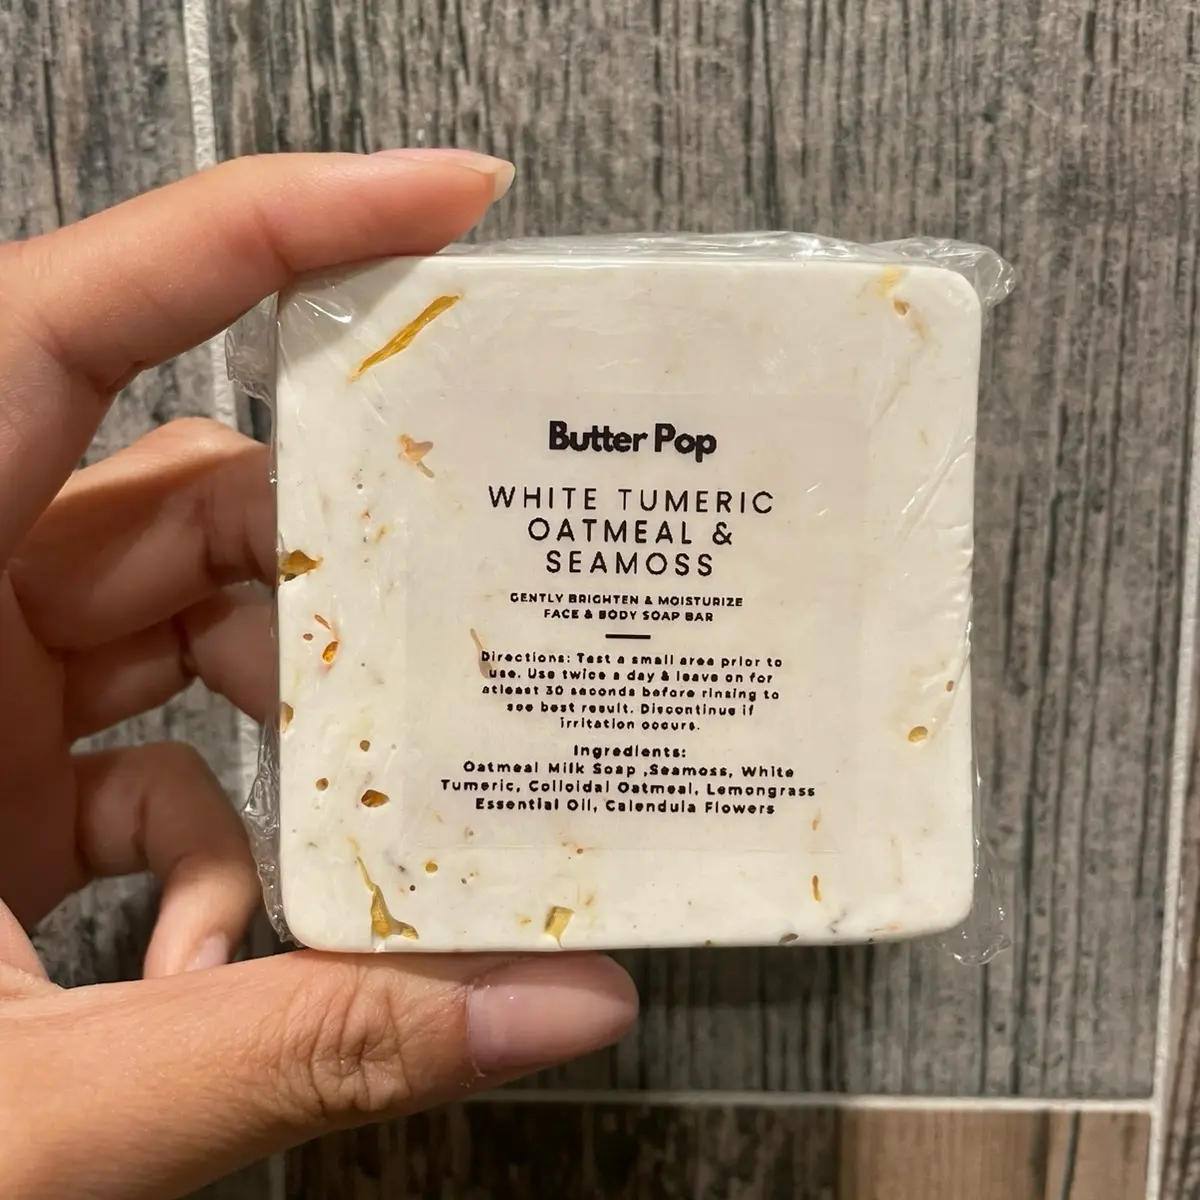 Butter Pop
WHITE TUMERIC
OATMEAL &
SEAMOSS
GENTLY BRIGHTEN & MOISTURIZE
FACE & BODY SOAP BAR
Directions: Test a small area prior to
use. Use twice a day & leave on for
atleast 30 seconds before rinsing to
see best result. Discontinue if
irritation occurs.
Ingredients:
Oatmeal Milk Soap ,Seamoss, White
Tumeric, Colloidal Oatmeal, Lemongrass
Essential Oil, Calendula Flowers